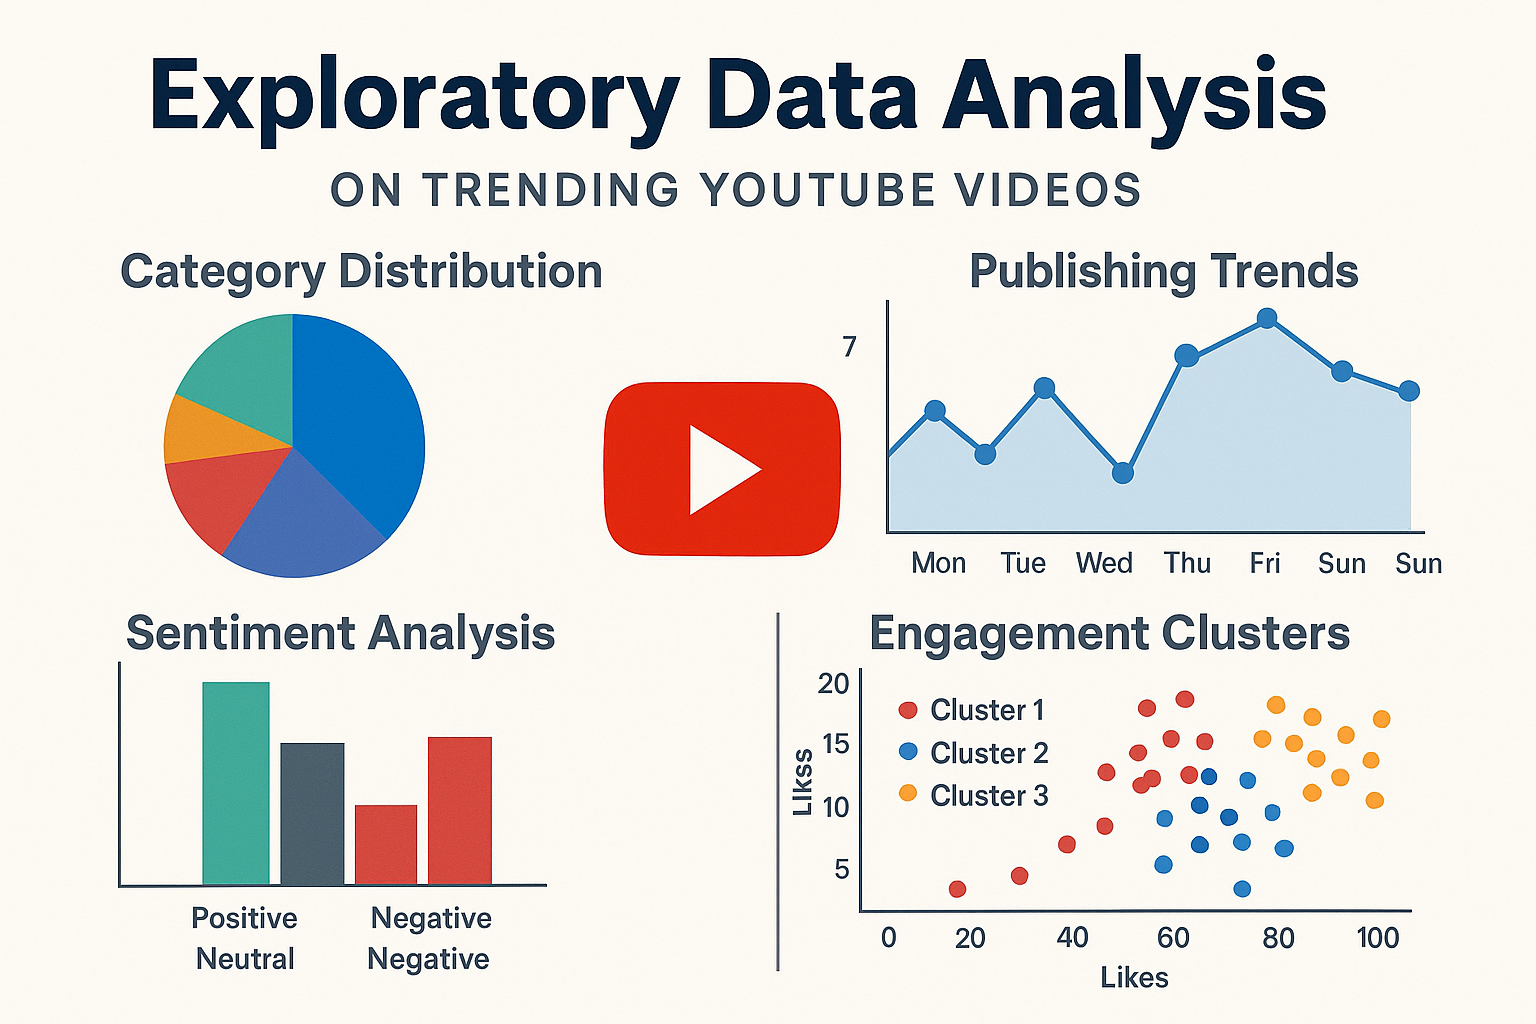 Exploratory Data Analysis
ON TRENDING YOUTUBE VIDEOS
Category Distribution
Publishing Trends
7
Mon Tue Wed Thu Fri Sun Sun
Sentiment Analysis
Positive Negative
Neutral Negative
Engagement Clusters
20
15
10
5
Likss
Cluster 1
Cluster 2
Cluster 3
0 20 40 60 80 100
Likes